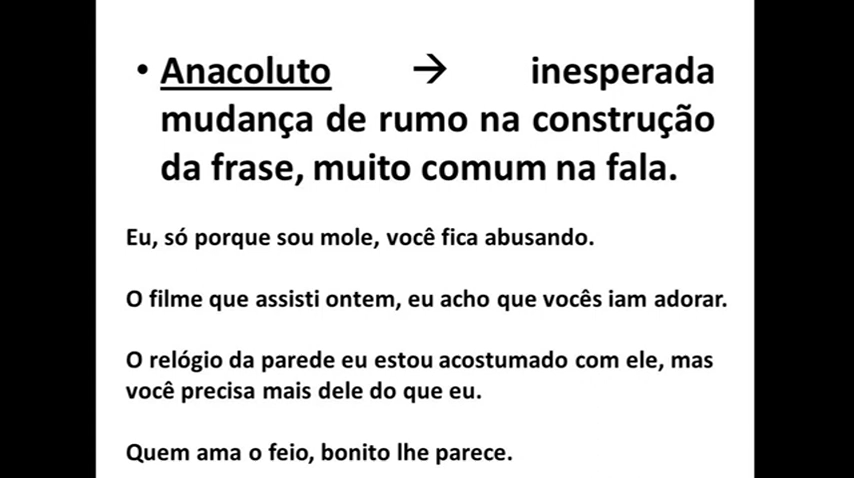 • Anacoluto → inesperada
mudança de rumo na construção
da frase, muito comum na fala.
Eu, só porque sou mole, você fica abusando.
O filme que assisti ontem, eu acho que vocês iam adorar.
O relógio da parede eu estou acostumado com ele, mas
você precisa mais dele do que eu.
Quem ama o feio, bonito lhe parece.